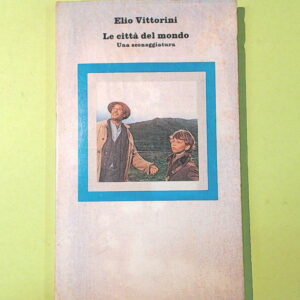 Elio Vittorini
Le città del mondo
Una sceneggiatura